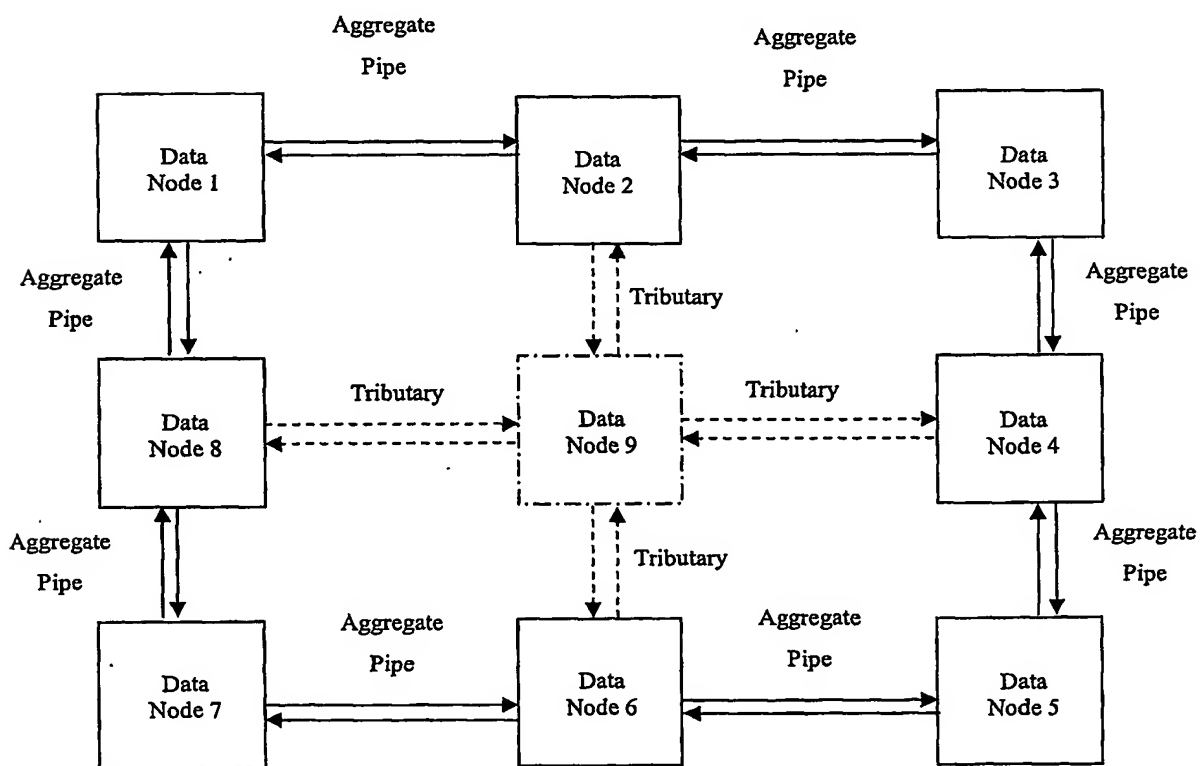 Aggregate
Pipe
Aggregate
Pipe
Data
Node 1
Data
Node 2
Data
Node 3
Aggregate
Pipe
Tributary
Aggregate
Pipe
Data
Node 8
Tributary
Data
Node 9
Tributary
Data
Node 4
Aggregate
Pipe
Tributary
Aggregate
Pipe
Data
Node 7
Aggregate
Pipe
Data
Node 6
Aggregate
Pipe
Data
Node 5